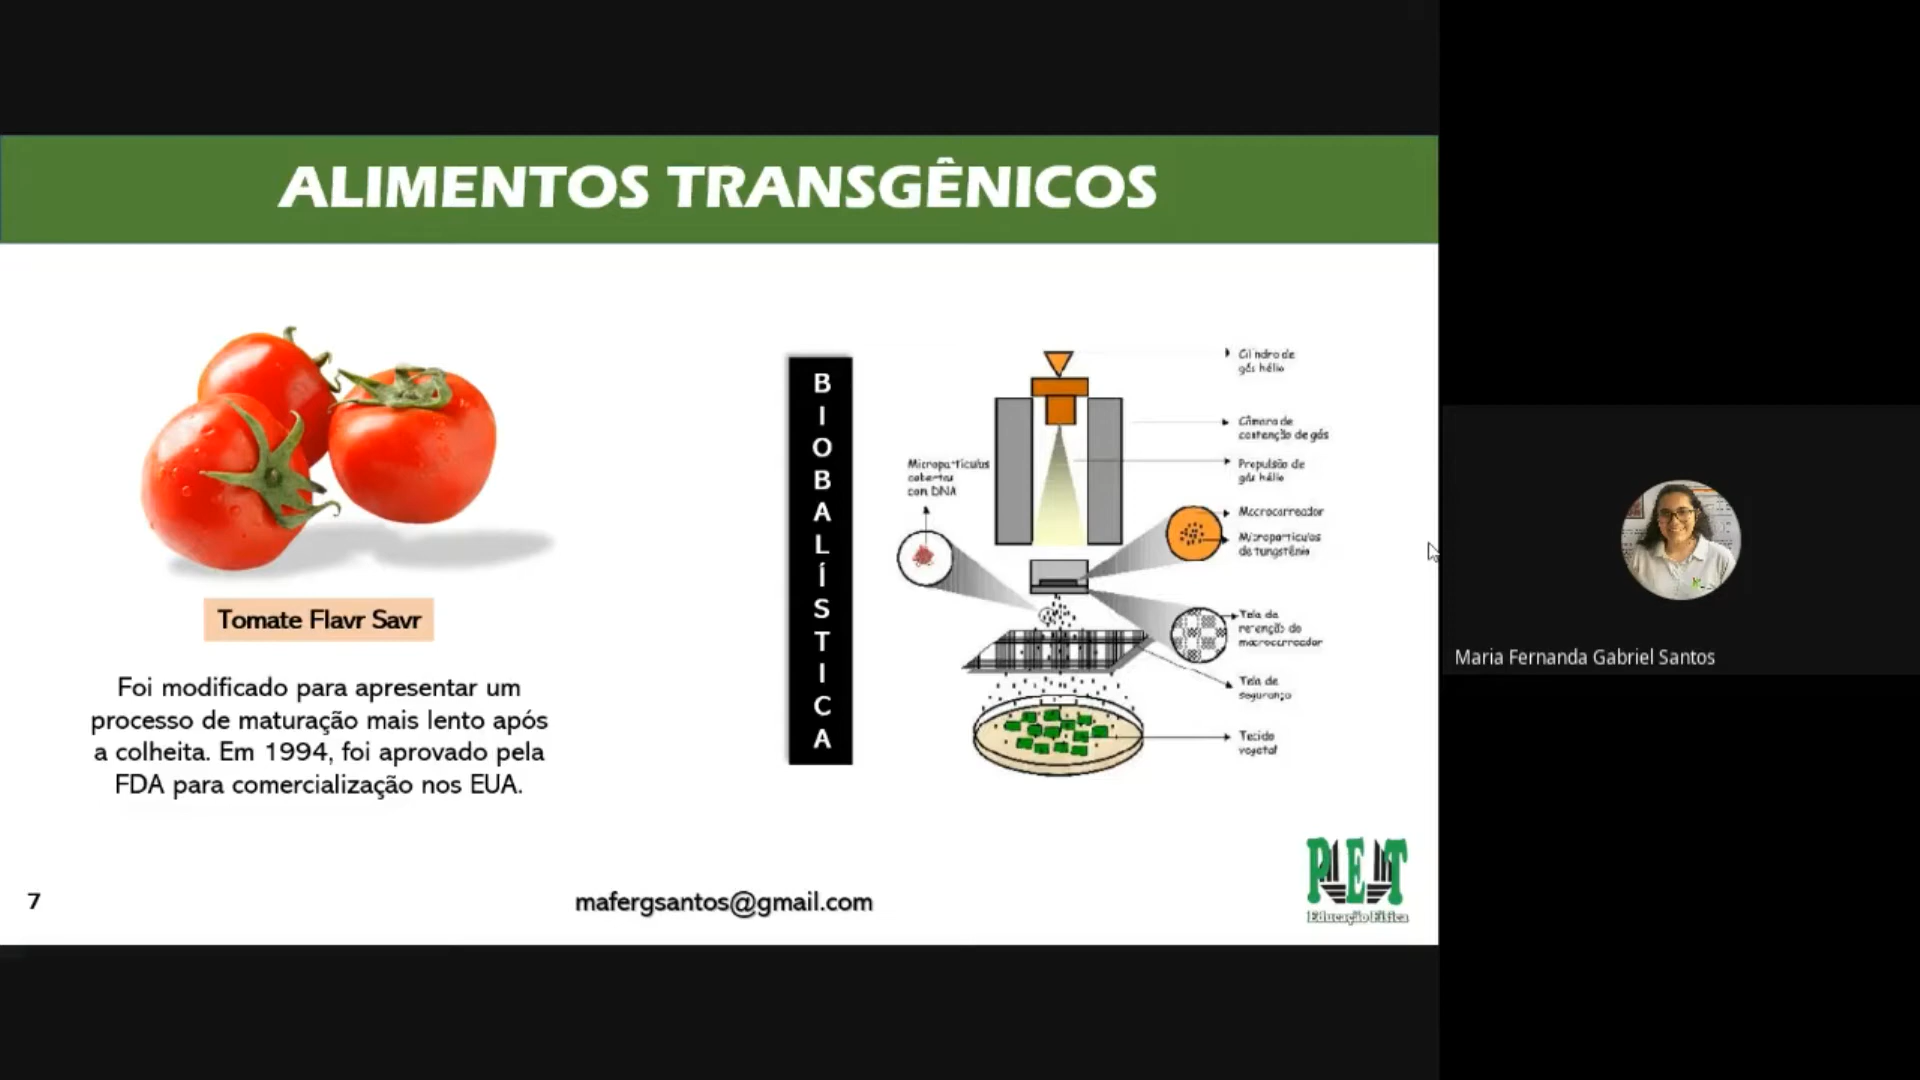 ALIMENTOS TRANSGÊNICOS
Tomate Flavr Savr
Foi modificado para apresentar um
processo de maturação mais lento após
a colheita. Em 1994, foi aprovado pela
FDA para comercialização nos EUA.
BIOBALÍSTICA
Micropartículas
cobertas
com DNA
Cilindro de
gás hélio
Câmara de
contenção de gás
Propulsão de
gás hélio
Macrocarreador
Micropartículas
de tungstênio
Tela de
retenção do
macrocarreador
Tela de
segurança
Tecido
vegetal
7
mafergsantos@gmail.com
PET
Educação Física
Maria Fernanda Gabriel Santos